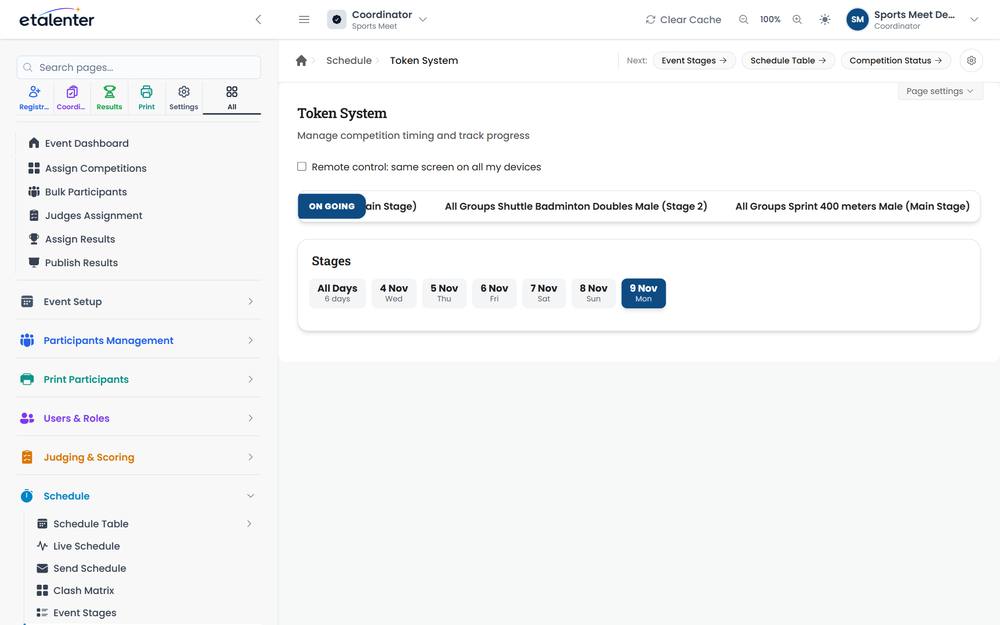 etalenter
Coordinator
Sports Meet
Clear Cache
100%
SM
Sports Meet De...
Coordinator
Search pages...
Registr...
Coordi...
Results
Print
Settings
All
Event Dashboard
Assign Competitions
Bulk Participants
Judges Assignment
Assign Results
Publish Results
Event Setup
Participants Management
Print Participants
Users & Roles
Judging & Scoring
Schedule
Schedule Table
Live Schedule
Send Schedule
Clash Matrix
Event Stages
Schedule
Token System
Next:
Event Stages →
Schedule Table →
Competition Status →
Page settings
Token System
Manage competition timing and track progress
Remote control: same screen on all my devices
ON GOING
ain Stage)
All Groups Shuttle Badminton Doubles Male (Stage 2)
All Groups Sprint 400 meters Male (Main Stage)
Stages
All Days
6 days
4 Nov
Wed
5 Nov
Thu
6 Nov
Fri
7 Nov
Sat
8 Nov
Sun
9 Nov
Mon